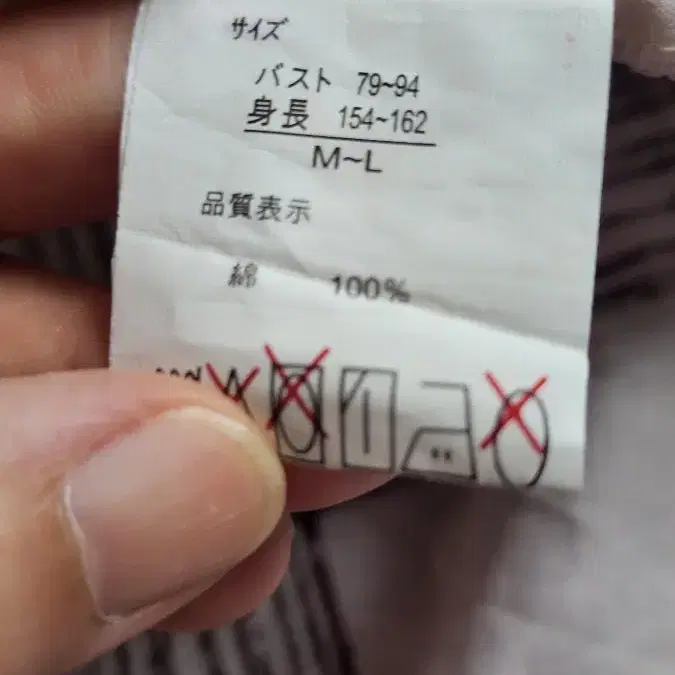 サイズ
バスト 79~94
身長 154~162
M~L
品質表示
綿 100%